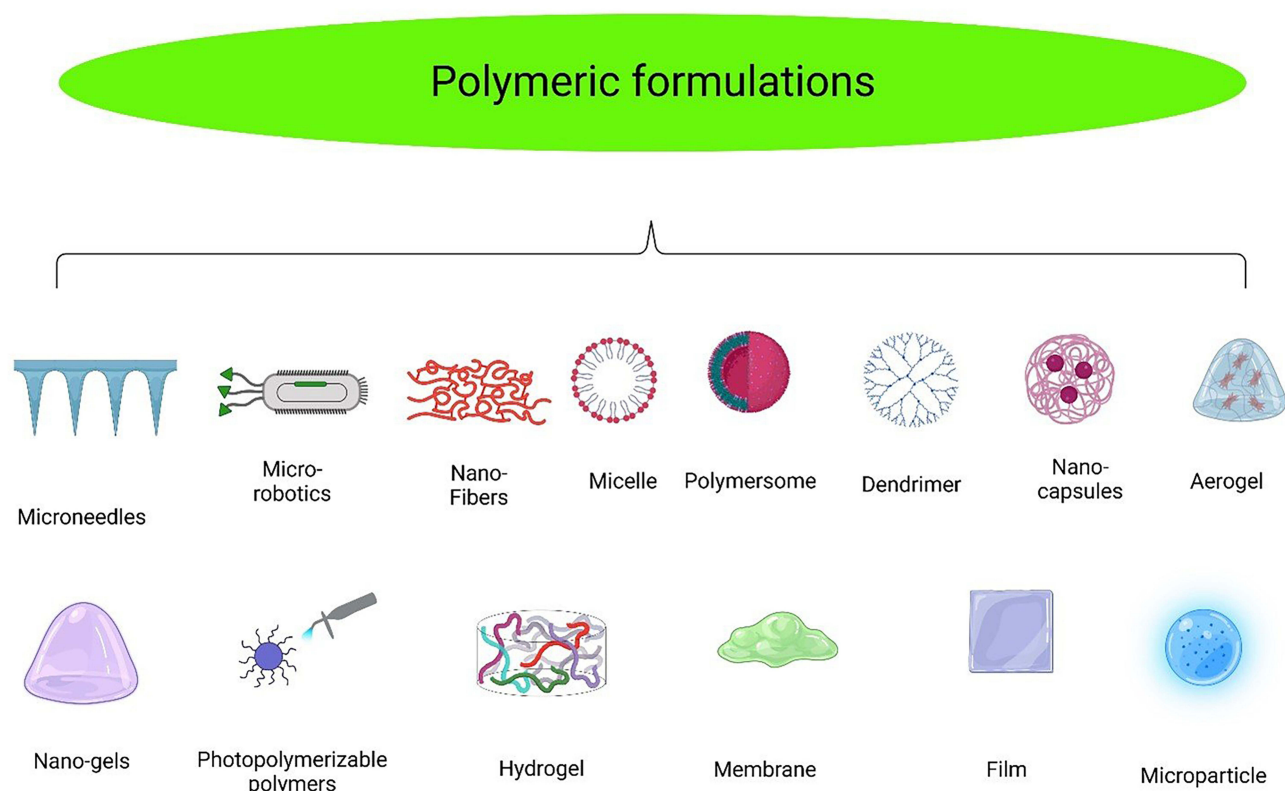 Polymeric formulations
Micro-
robotics
Nano-
Fibers
Micelle
Polymersome
Dendrimer
Nano-
capsules
Aerogel
Microneedles
Nano-gels
Photopolymerizable
polymers
Hydrogel
Membrane
Film
Microparticle